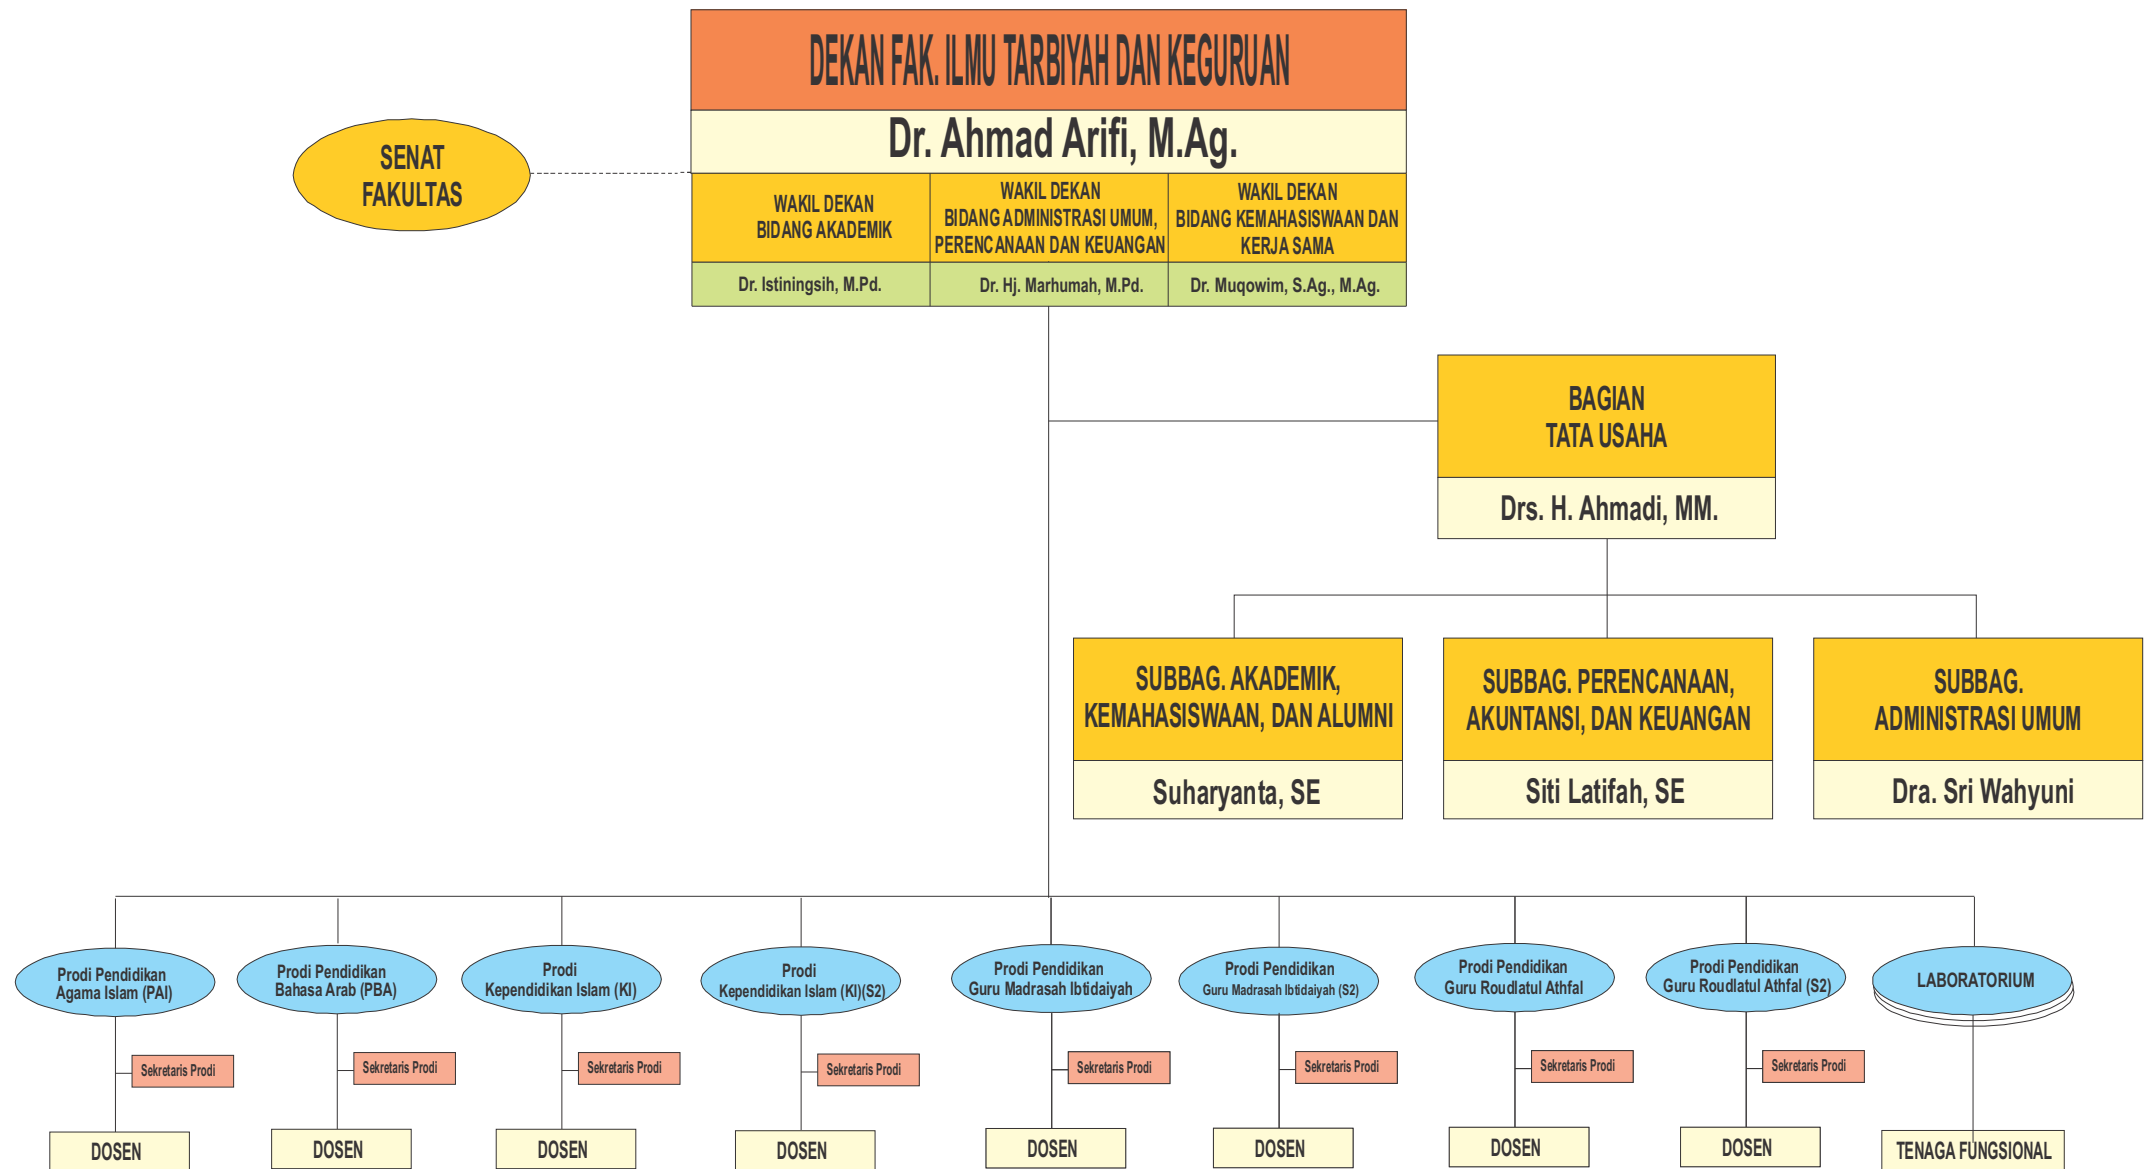 DEKAN FAK. ILMU TARBIYAH DAN KEGURUAN
Dr. Ahmad Arifi, M.Ag.
SENAT
FAKULTAS
WAKIL DEKAN
BIDANG AKADEMIK
WAKIL DEKAN
BIDANG ADMINISTRASI UMUM,
PERENCANAAN DAN KEUANGAN
WAKIL DEKAN
BIDANG KEMAHASISWAAN DAN
KERJA SAMA
Dr. Istiningsih, M.Pd.
Dr. Hj. Marhumah, M.Pd.
Dr. Muqowim, S.Ag., M.Ag.
BAGIAN
TATA USAHA
Drs. H. Ahmadi, MM.
SUBBAG. AKADEMIK,
KEMAHASISWAAN, DAN ALUMNI
Suharyanta, SE
SUBBAG. PERENCANAAN,
AKUNTANSI, DAN KEUANGAN
Siti Latifah, SE
SUBBAG.
ADMINISTRASI UMUM
Dra. Sri Wahyuni
Prodi Pendidikan
Agama Islam (PAI)
Prodi Pendidikan
Bahasa Arab (PBA)
Prodi
Kependidikan Islam (KI)
Prodi
Kependidikan Islam (KI)(S2)
Prodi Pendidikan
Guru Madrasah Ibtidaiyah
Prodi Pendidikan
Guru Madrasah Ibtidaiyah (S2)
Prodi Pendidikan
Guru Roudlatul Athfal
Prodi Pendidikan
Guru Roudlatul Athfal (S2)
LABORATORIUM
Sekretaris Prodi
Sekretaris Prodi
Sekretaris Prodi
Sekretaris Prodi
Sekretaris Prodi
Sekretaris Prodi
Sekretaris Prodi
Sekretaris Prodi
DOSEN
DOSEN
DOSEN
DOSEN
DOSEN
DOSEN
DOSEN
DOSEN
TENAGA FUNGSIONAL